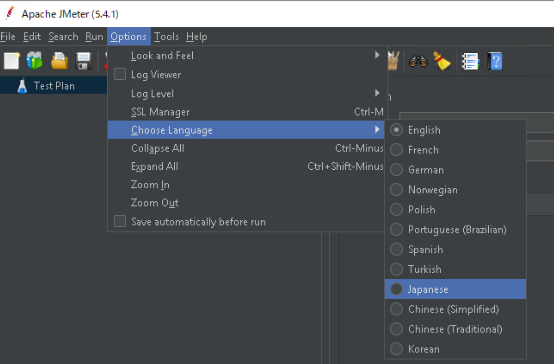 Apache JMeter (5.4.1)
File Edit Search Run Options Tools Help
Look and Feel
Log Viewer
Test Plan
Log Level
SSL Manager Ctrl-M
Choose Language
Collapse All Ctrl-Minus
Expand All Ctrl+Shift-Minus
Zoom In
Zoom Out
Save automatically before run
English
French
German
Norwegian
Polish
Portuguese (Brazilian)
Spanish
Turkish
Japanese
Chinese (Simplified)
Chinese (Traditional)
Korean